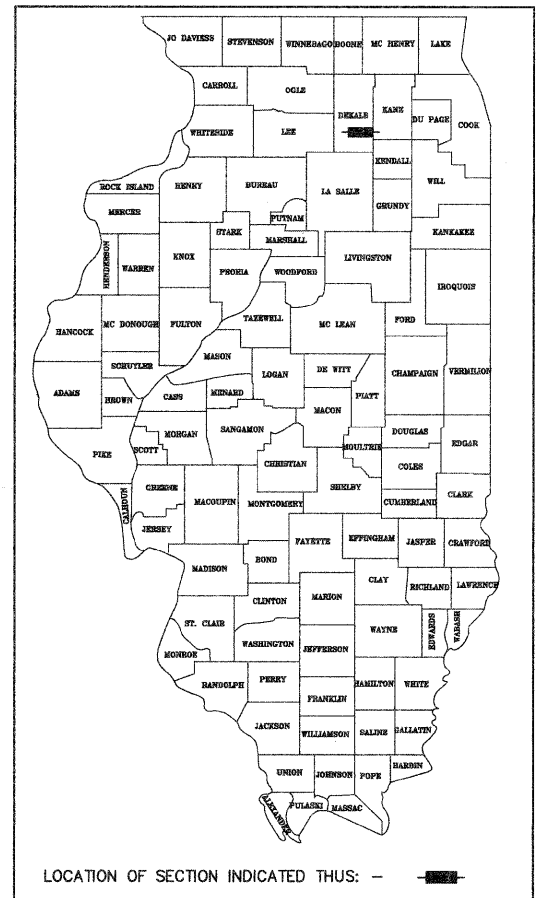 JO DAVIESS STEVENSON WINNEBAGO BOONE MC HENRY LAKE
CARROLL OGLE DEKALB KANE DU PAGE COOK
WHITESIDE LEE
KENDALL WILL
ROCK ISLAND HENRY BUREAU LA SALLE
MERCER PUTNAM GRUNDY
STARK MARSHALL KANKAKEE
HENDERSON WARREN KNOX PEORIA WOODFORD LIVINGSTON
IROQUOIS
HANCOCK MC DONOUGH FULTON TAZEWELL MC LEAN FORD
MASON
SCHUYLER LOGAN DE WITT CHAMPAIGN VERMILION
ADAMS BROWN CASS MENARD MACON PIATT
MORGAN SANGAMON DOUGLAS
PIKE SCOTT MOULTRIE EDGAR
CHRISTIAN COLES
CALHOUN GREENE MACOUPIN MONTGOMERY SHELBY CUMBERLAND CLARK
JERSEY FAYETTE EFFINGHAM JASPER CRAWFORD
MADISON BOND
CLAY RICHLAND LAWRENCE
CLINTON MARION
ST. CLAIR WAYNE EDWARDS WABASH
WASHINGTON JEFFERSON
MONROE
RANDOLPH PERRY HAMILTON WHITE
FRANKLIN
JACKSON WILLIAMSON SALINE GALLATIN
HARDIN
UNION JOHNSON POPE
ALEXANDER PULASKI MASSAC
LOCATION OF SECTION INDICATED THUS: -